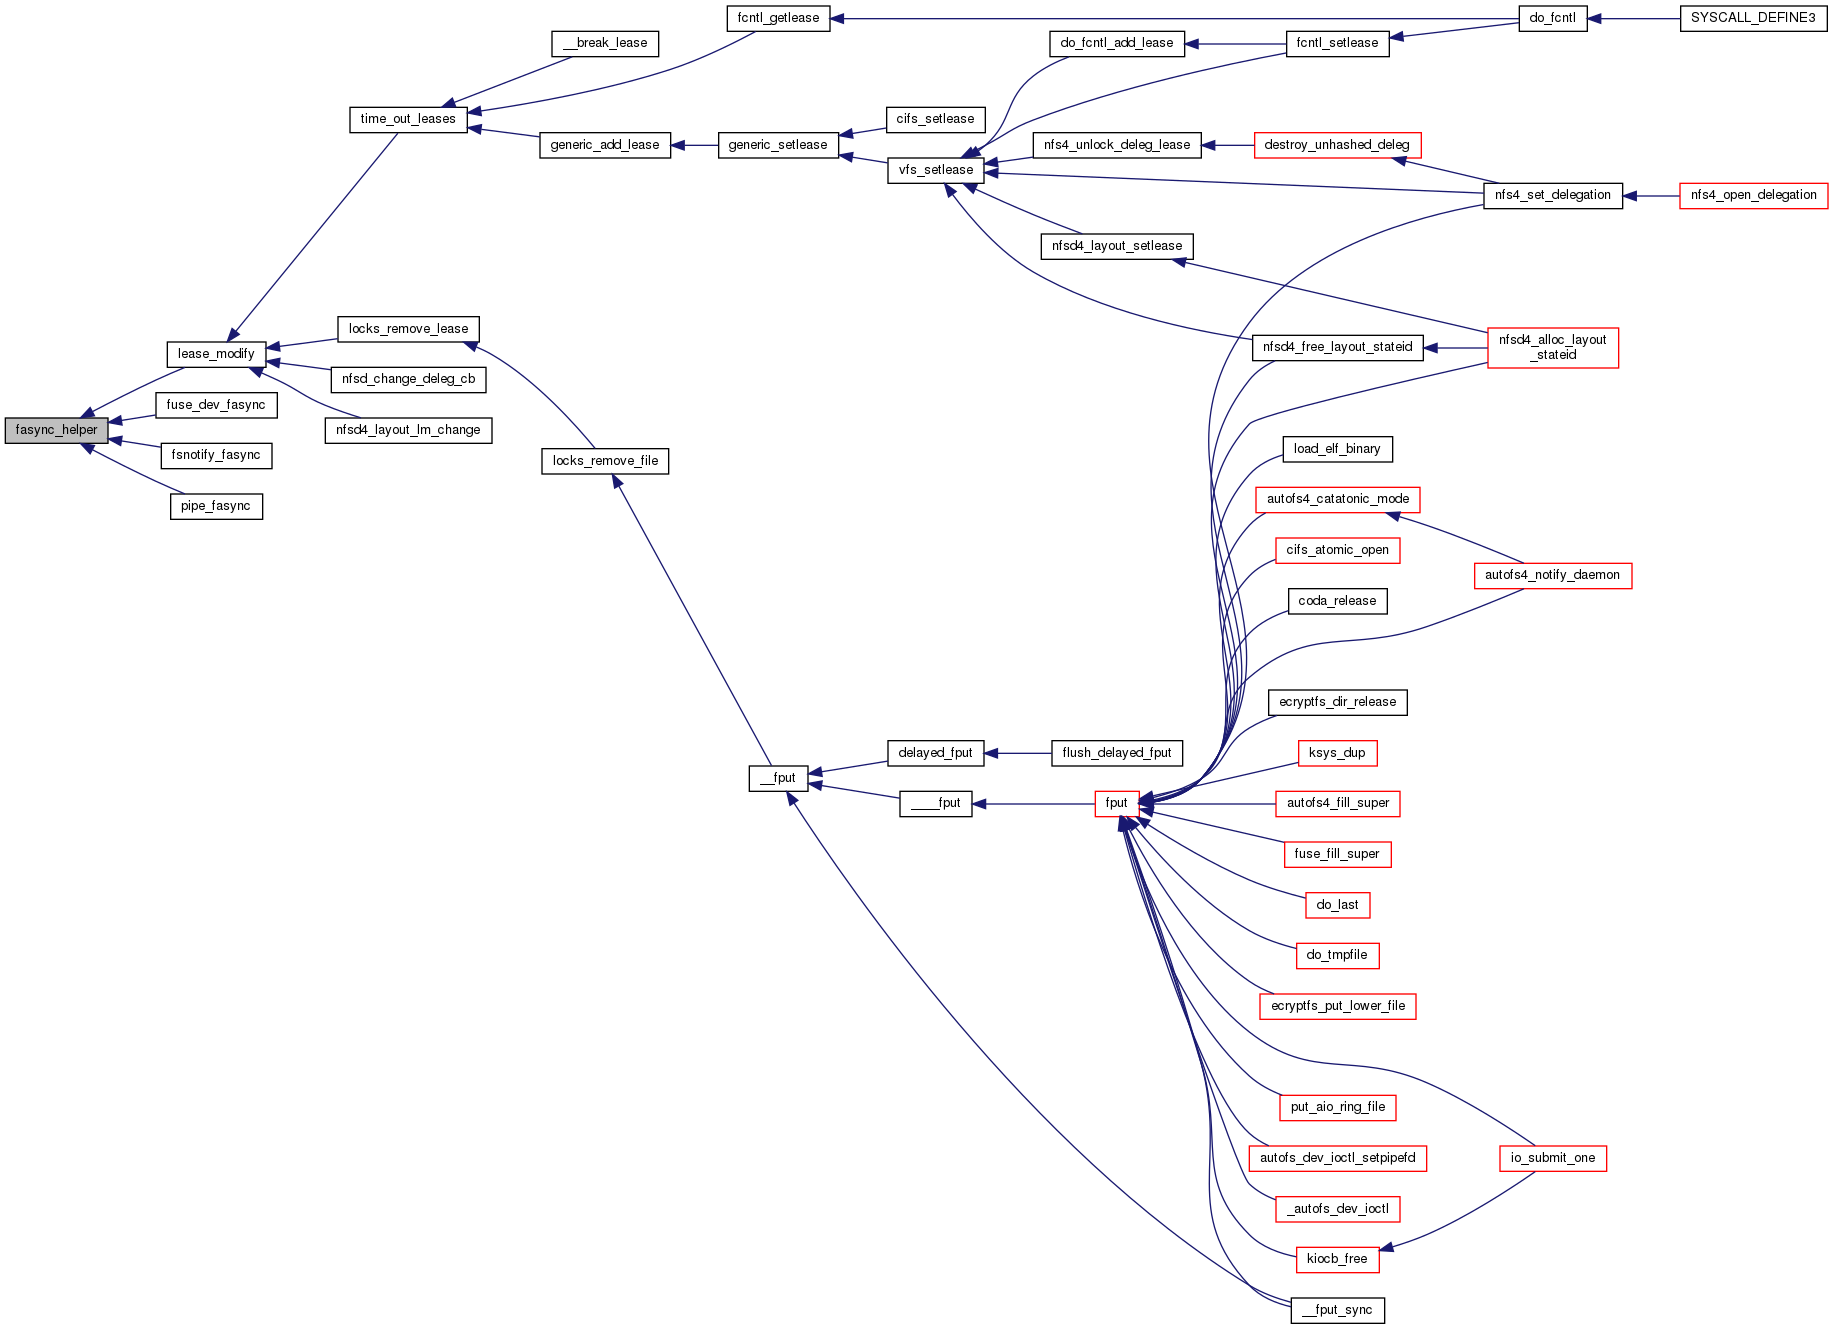 fcntl_getlease
do_fcntl
SYSCALL_DEFINE3
__break_lease
do_fcntl_add_lease
fcntl_setlease
time_out_leases
cifs_setlease
generic_add_lease
generic_setlease
nfs4_unlock_deleg_lease
destroy_unhashed_deleg
vfs_setlease
nfs4_set_delegation
nfs4_open_delegation
nfsd4_layout_setlease
locks_remove_lease
nfsd4_free_layout_stateid
nfsd4_alloc_layout
_stateid
lease_modify
nfsd_change_deleg_cb
fuse_dev_fasync
fasync_helper
nfsd4_layout_lm_change
fsnotify_fasync
load_elf_binary
locks_remove_file
pipe_fasync
autofs4_catatonic_mode
cifs_atomic_open
autofs4_notify_daemon
coda_release
ecryptfs_dir_release
delayed_fput
flush_delayed_fput
ksys_dup
__fput
____fput
fput
autofs4_fill_super
fuse_fill_super
do_last
do_tmpfile
ecryptfs_put_lower_file
put_aio_ring_file
autofs_dev_ioctl_setpipefd
io_submit_one
_autofs_dev_ioctl
kiocb_free
__fput_sync